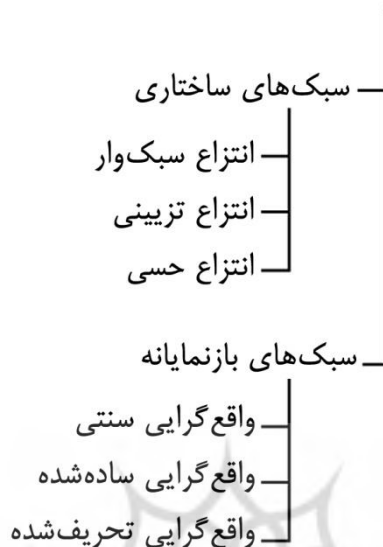 سبک‌های ساختاری
انتزاع سبک‌وار
انتزاع تزیینی
انتزاع حسی
سبک‌های بازنمایانه
واقع‌گرایی سنتی
واقع‌گرایی ساده‌شده
واقع‌گرایی تحریف‌شده